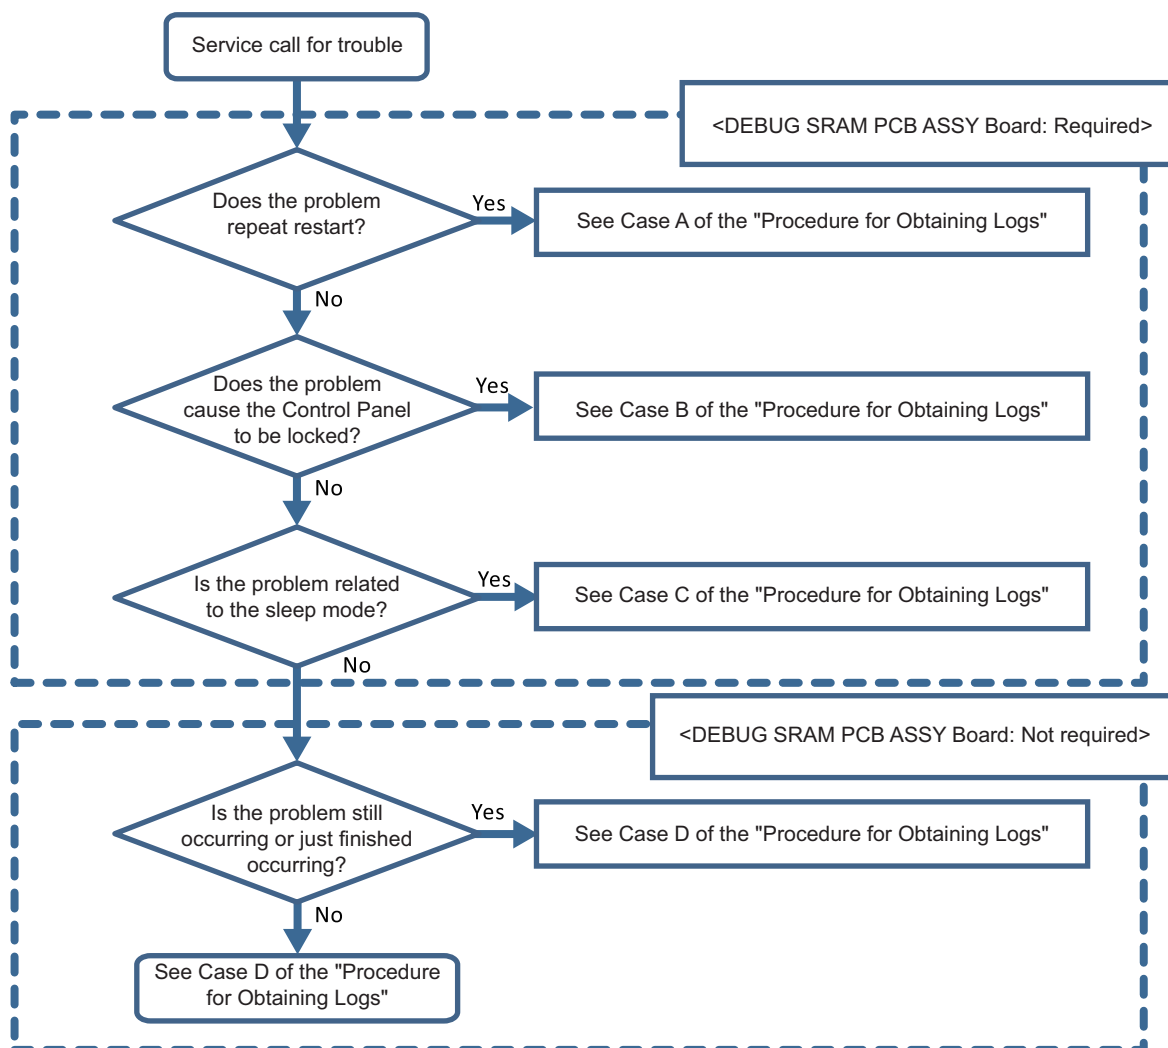 Service call for trouble
<DEBUG SRAM PCB ASSY Board: Required>
Does the problem
repeat restart?
Yes
See Case A of the "Procedure for Obtaining Logs"
No
Does the problem
cause the Control Panel
to be locked?
Yes
See Case B of the "Procedure for Obtaining Logs"
No
Is the problem related
to the sleep mode?
Yes
See Case C of the "Procedure for Obtaining Logs"
No
<DEBUG SRAM PCB ASSY Board: Not required>
Is the problem still
occurring or just finished
occurring?
Yes
See Case D of the "Procedure for Obtaining Logs"
No
See Case D of the "Procedure
for Obtaining Logs"